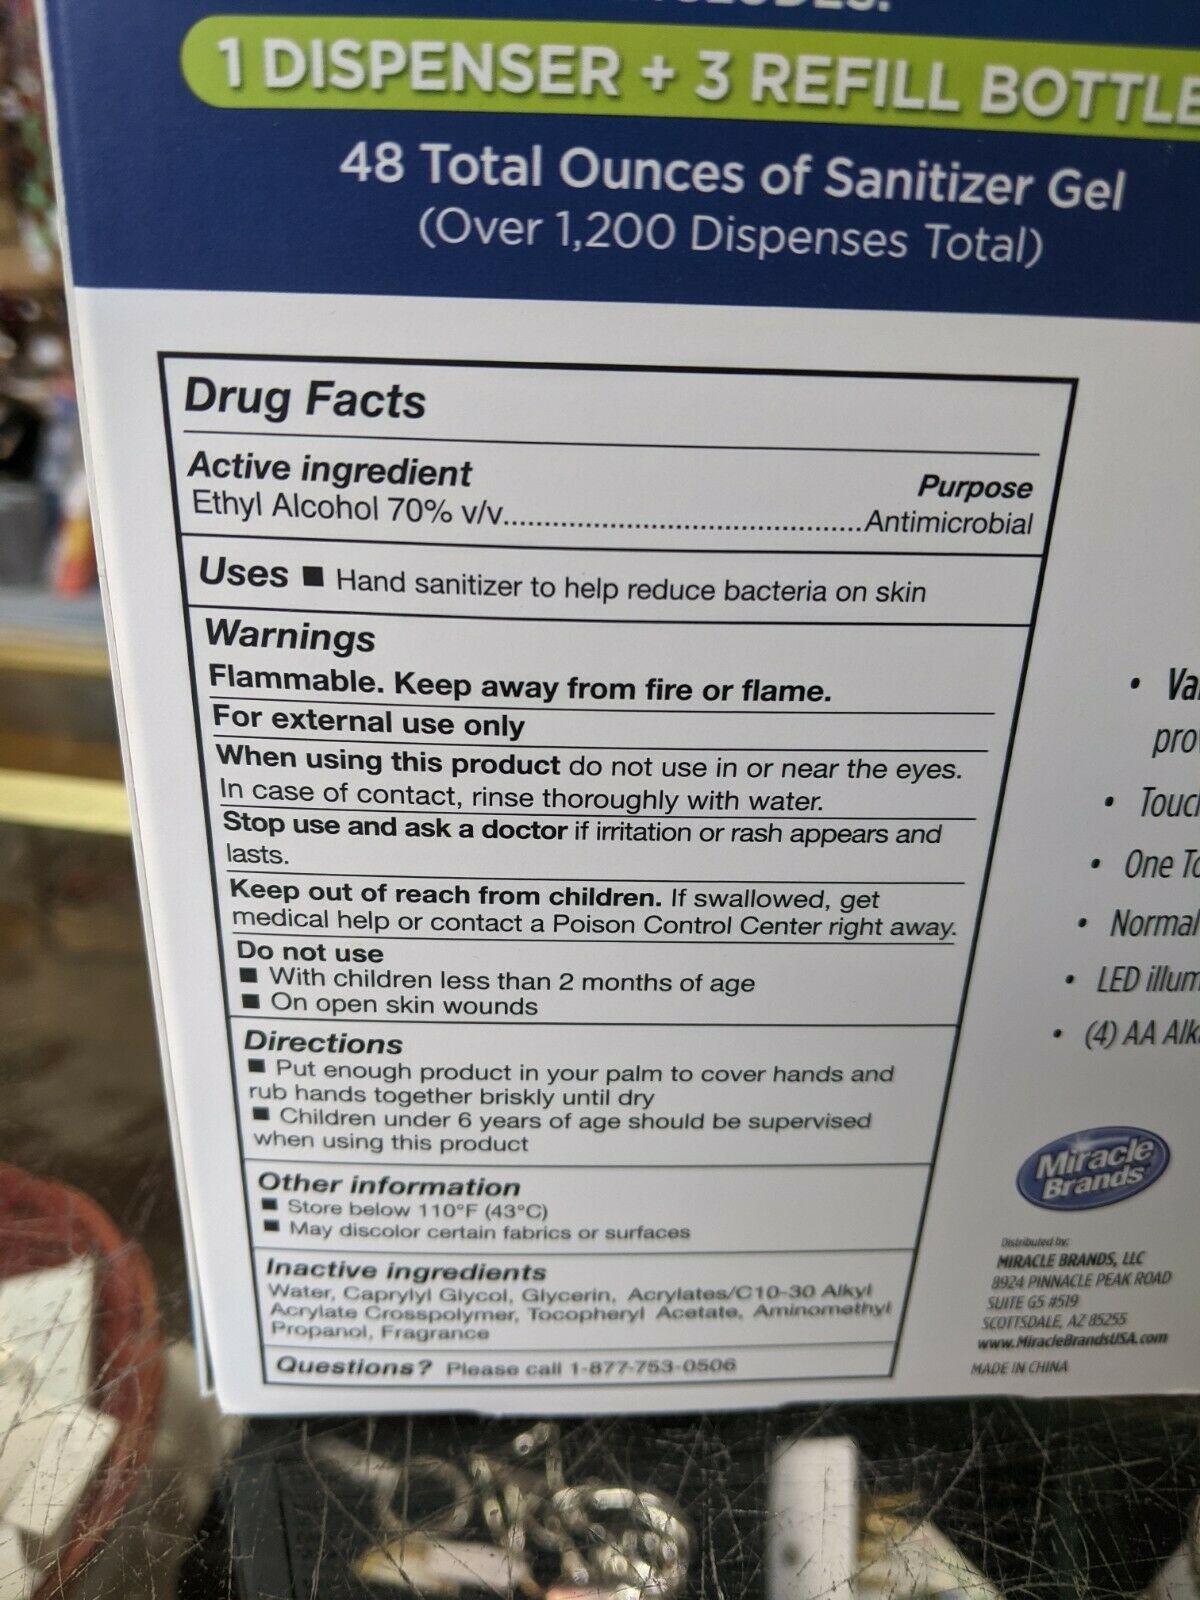 1 DISPENSER + 3 REFILL BOTTLE
48 Total Ounces of Sanitizer Gel
(Over 1,200 Dispenses Total)
Drug Facts
Active ingredient Purpose
Ethyl Alcohol 70% v/v........................................Antimicrobial
Uses ■ Hand sanitizer to help reduce bacteria on skin
Warnings
Flammable. Keep away from fire or flame.
For external use only
When using this product do not use in or near the eyes.
In case of contact, rinse thoroughly with water.
Stop use and ask a doctor if irritation or rash appears and
lasts.
Keep out of reach from children. If swallowed, get
medical help or contact a Poison Control Center right away.
Do not use
■ With children less than 2 months of age
■ On open skin wounds
Directions
■ Put enough product in your palm to cover hands and
rub hands together briskly until dry
■ Children under 6 years of age should be supervised
when using this product
Other information
■ Store below 110°F (43°C)
■ May discolor certain fabrics or surfaces
Inactive ingredients
Water, Caprylyl Glycol, Glycerin, Acrylates/C10-30 Alkyl
Acrylate Crosspolymer, Tocopheryl Acetate, Aminomethyl
Propanol, Fragrance
Questions? Please call 1-877-753-0506
• One
• Normal
• LED
• (4) AA
Miracle
Brands
Distributed by:
MIRACLE BRANDS, LLC
8924 PINNACLE PEAK ROAD
SUITE G5 #519
SCOTTSDALE, AZ 85255
www.MiracleBrandsUSA.com
MADE IN CHINA